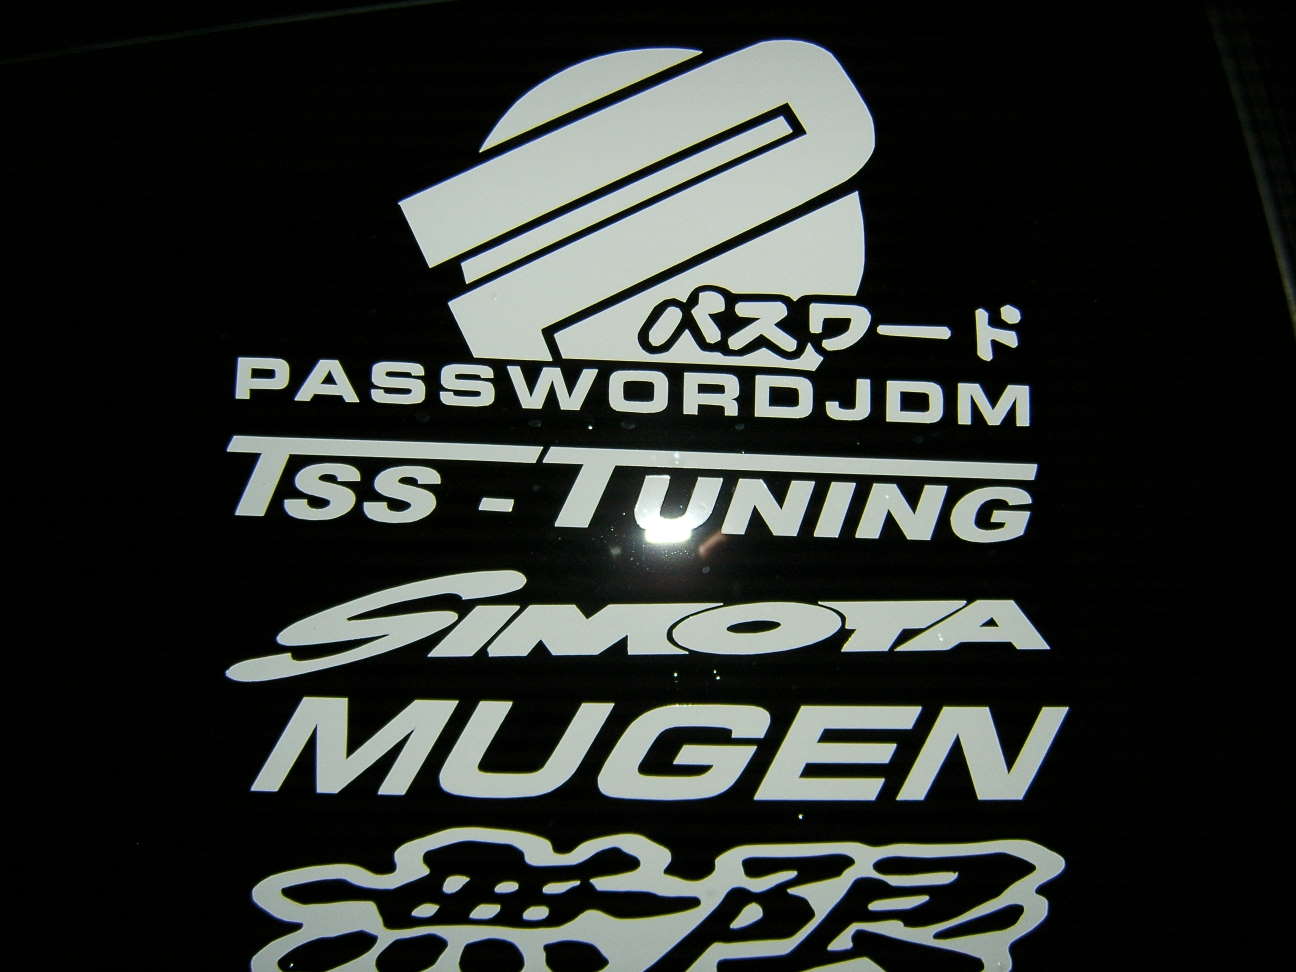 パスワード
PASSWORDJDM
TSS - TUNING
SIMOTA
MUGEN
無限